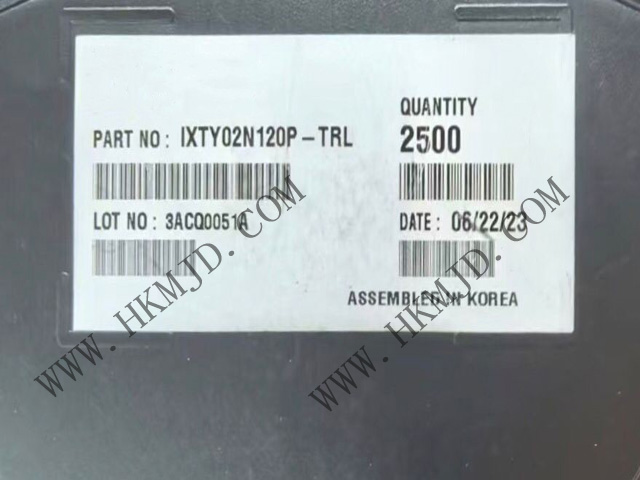 QUANTITY
PART NO : IXTY02N120P-TRL
2500
LOT NO : 3ACQ0051A
DATE : 06/22/23
ASSEMBLED IN KOREA
WWW.HKMJD.COM
WWW.HKMJD.COM